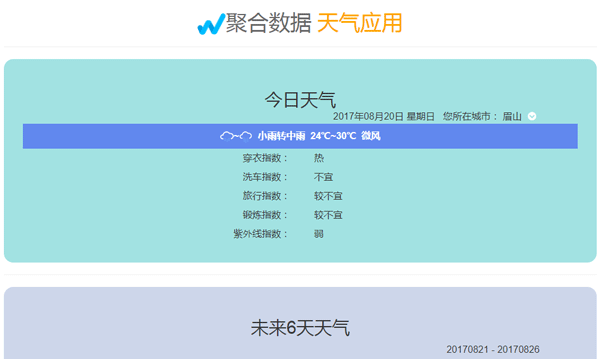 聚合数据 天气应用
今日天气
2017年08月20日 星期日 您所在城市： 眉山
小雨转中雨 24℃~30℃ 微风
穿衣指数： 热
洗车指数： 不宜
旅行指数： 较不宜
锻炼指数： 较不宜
紫外线指数： 弱
未来6天天气
20170821 - 20170826